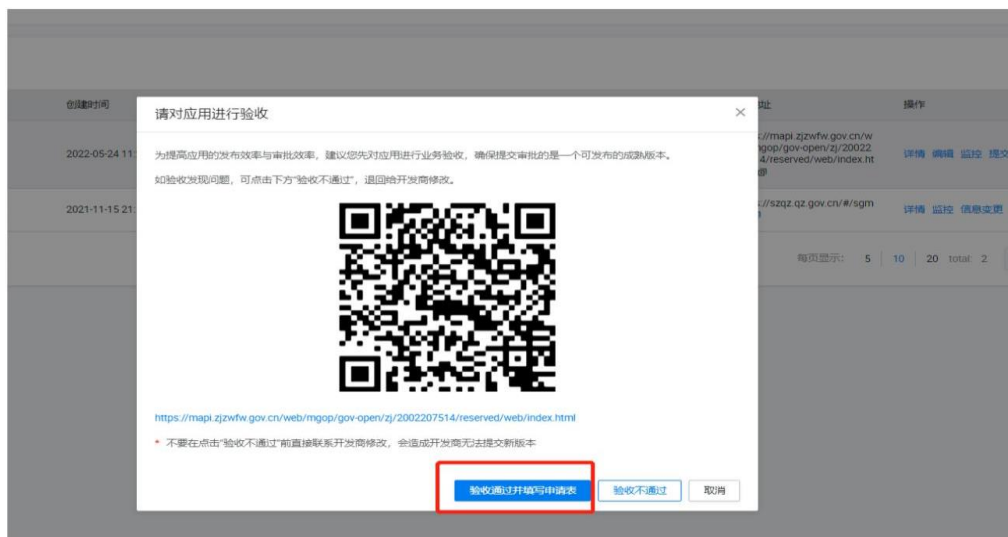 创建时间
操作
请对应用进行验收
为提高应用的发布效率与审批效率，建议您先对应用进行业务验收，确保提交审批的是一个可发布的成熟版本。
如验收发现问题，可点击下方“验收不通过”，退回给开发商修改。
2022-05-24 11:
://mapi.zjzwfw.gov.cn/w
/gop/gov-open/zj/20022
4/reserved/web/index.ht
详情 编辑 监控 提交
2021-11-15 21:
://szqz.qz.gov.cn/#/sgm
详情 监控 信息变更
每页显示: 5 10 20 total: 2
https://mapi.zjzwfw.gov.cn/web/mgop/gov-open/zj/2002207514/reserved/web/index.html
* 不要在点击“验收不通过”前直接联系开发商修改，会造成开发商无法提交新版本
验收通过并填写申请表 验收不通过 取消